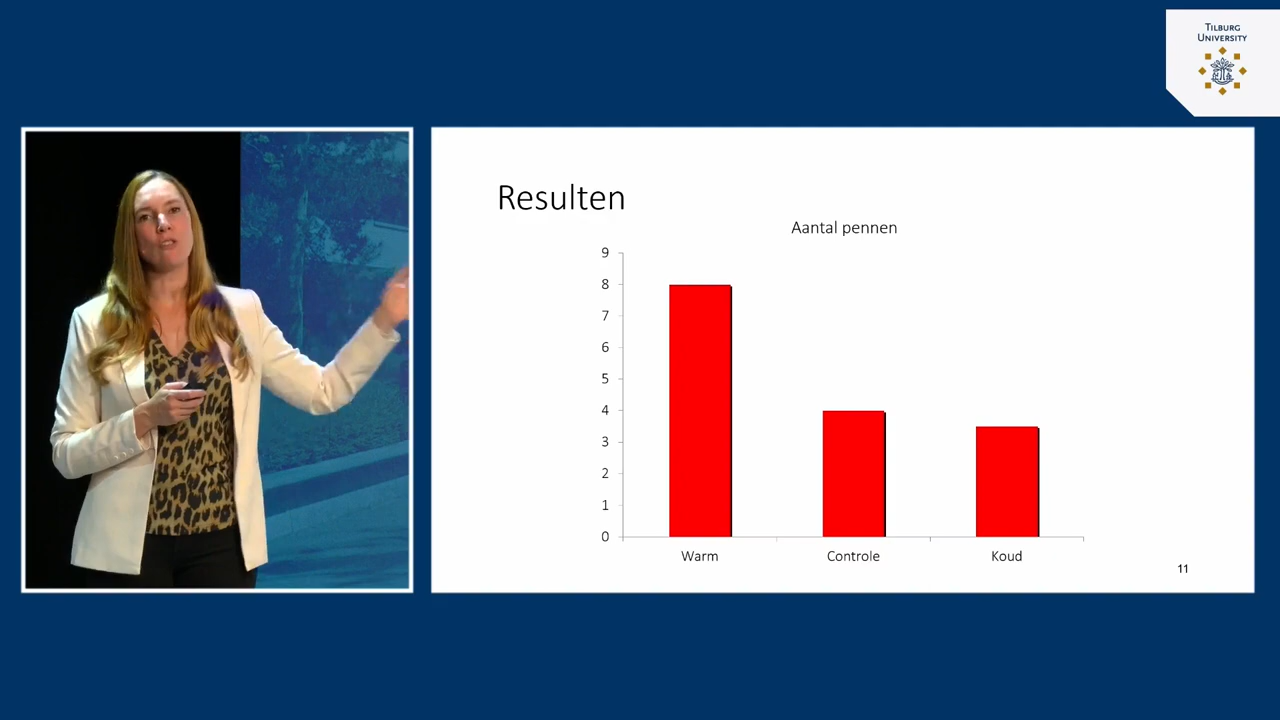 TILBURG
UNIVERSITY
Resulten
Aantal pennen
9
8
7
6
5
4
3
2
1
0
Warm
Controle
Koud
11